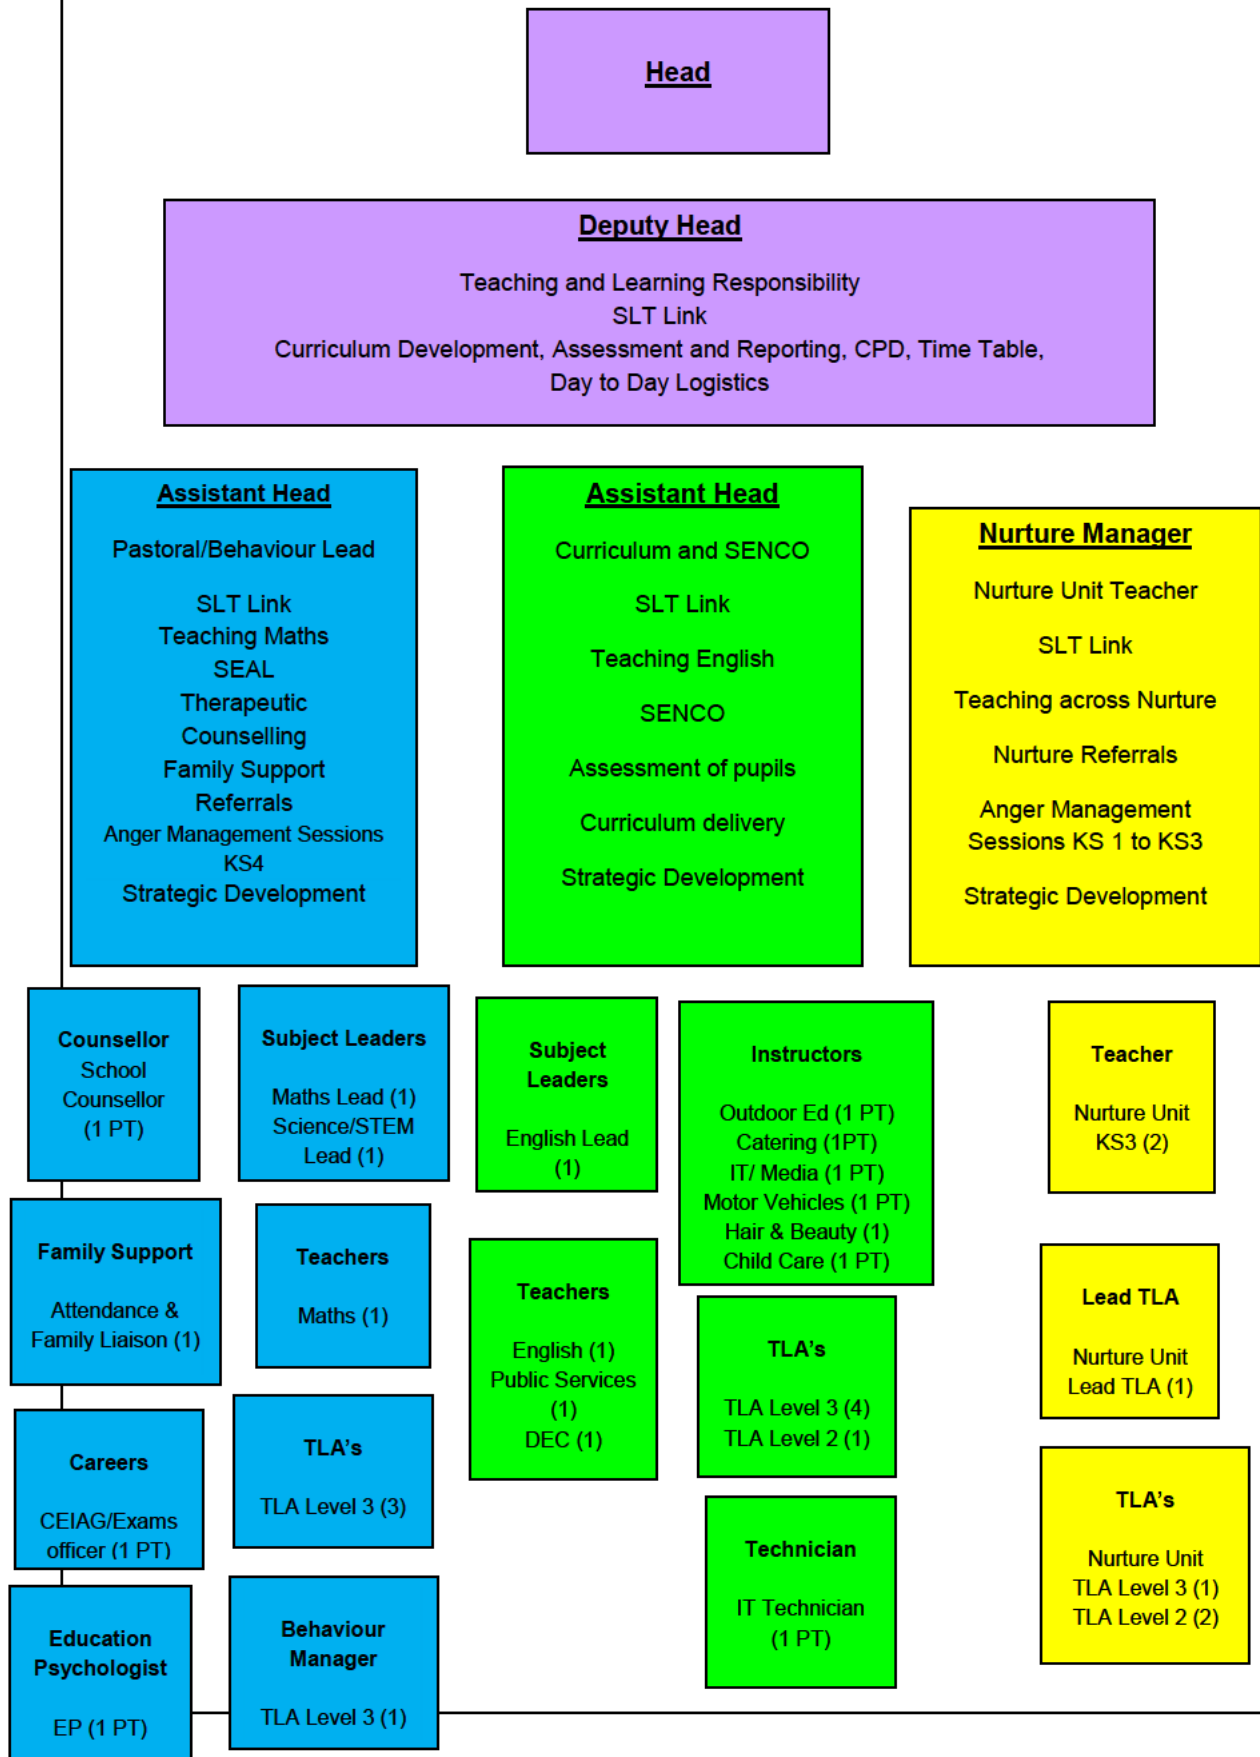 Head
Deputy Head
Teaching and Learning Responsibility
SLT Link
Curriculum Development, Assessment and Reporting, CPD, Time Table,
Day to Day Logistics
Assistant Head
Pastoral/Behaviour Lead
SLT Link
Teaching Maths
SEAL
Therapeutic
Counselling
Family Support
Referrals
Anger Management Sessions
KS4
Strategic Development
Assistant Head
Curriculum and SENCO
SLT Link
Teaching English
SENCO
Assessment of pupils
Curriculum delivery
Strategic Development
Nurture Manager
Nurture Unit Teacher
SLT Link
Teaching across Nurture
Nurture Referrals
Anger Management
Sessions KS 1 to KS3
Strategic Development
Counsellor
School
Counsellor
(1 PT)
Family Support
Attendance &
Family Liaison (1)
Careers
CEIAG/Exams
officer (1 PT)
Education
Psychologist
EP (1 PT)
Subject Leaders
Maths Lead (1)
Science/STEM
Lead (1)
Teachers
Maths (1)
TLA's
TLA Level 3 (3)
Behaviour
Manager
TLA Level 3 (1)
Subject
Leaders
English Lead
(1)
Teachers
English (1)
Public Services
(1)
DEC (1)
Instructors
Outdoor Ed (1 PT)
Catering (1PT)
IT/ Media (1 PT)
Motor Vehicles (1 PT)
Hair & Beauty (1)
Child Care (1 PT)
TLA's
TLA Level 3 (4)
TLA Level 2 (1)
Technician
IT Technician
(1 PT)
Teacher
Nurture Unit
KS3 (2)
Lead TLA
Nurture Unit
Lead TLA (1)
TLA's
Nurture Unit
TLA Level 3 (1)
TLA Level 2 (2)